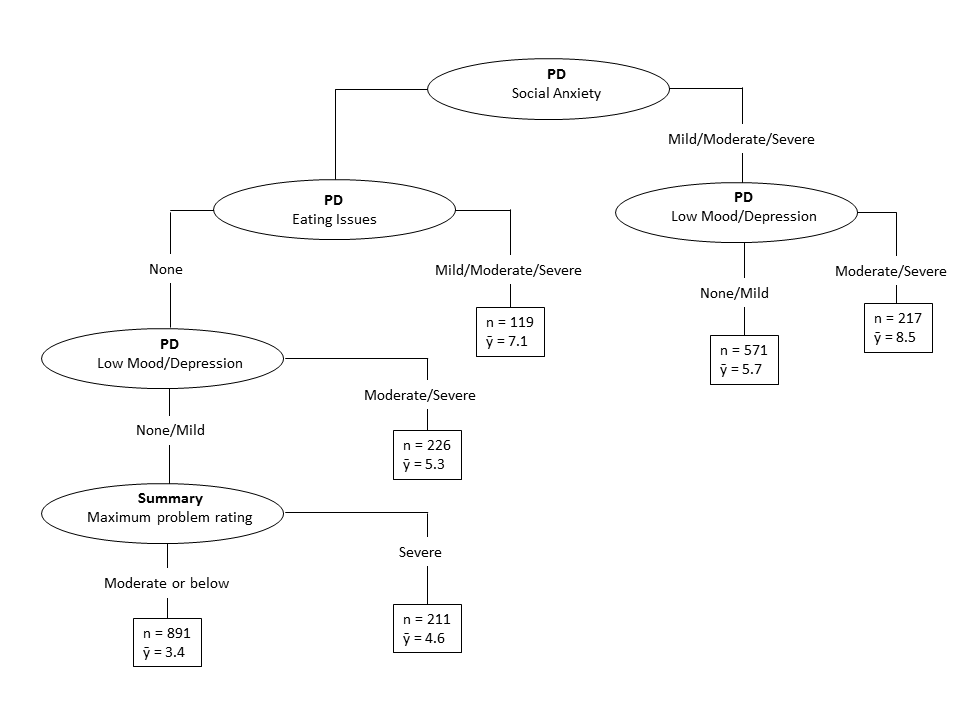 PD
Social Anxiety
Mild/Moderate/Severe
PD
Eating Issues
PD
Low Mood/Depression
None
Mild/Moderate/Severe
Moderate/Severe
None/Mild
n = 119
ȳ = 7.1
n = 217
ȳ = 8.5
n = 571
ȳ = 5.7
PD
Low Mood/Depression
Moderate/Severe
None/Mild
n = 226
ȳ = 5.3
Summary
Maximum problem rating
Severe
Moderate or below
n = 211
ȳ = 4.6
n = 891
ȳ = 3.4